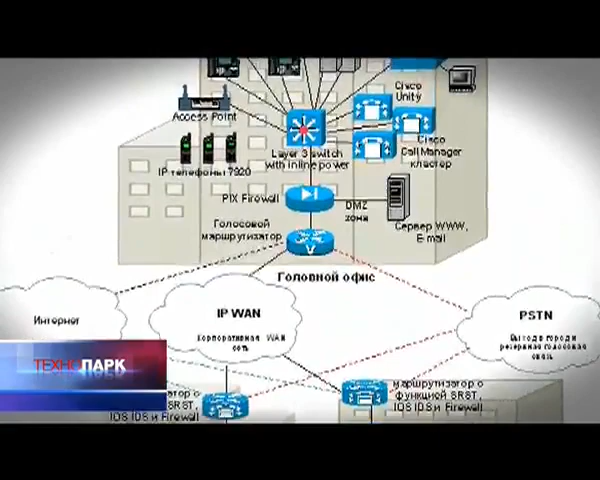 Cisco
Unity
Access Point
Cisco
CallManager
кластер
Layer 3 switch
with inline power
IP телефоны 7920
PIX Firewall
DMZ
зона
Сервер WWW,
E-mail
Голосовой
маршрутизатор
Головной офис
Интернет
IP WAN
Корпоративная WAN
сеть
PSTN
Выход в город и
резервная голосовая
связь
ТЕХНОПАРК
маршрутизатор с
функцией SRST,
IOS IDS и Firewall
SRST,
IOS IDS и Firewall